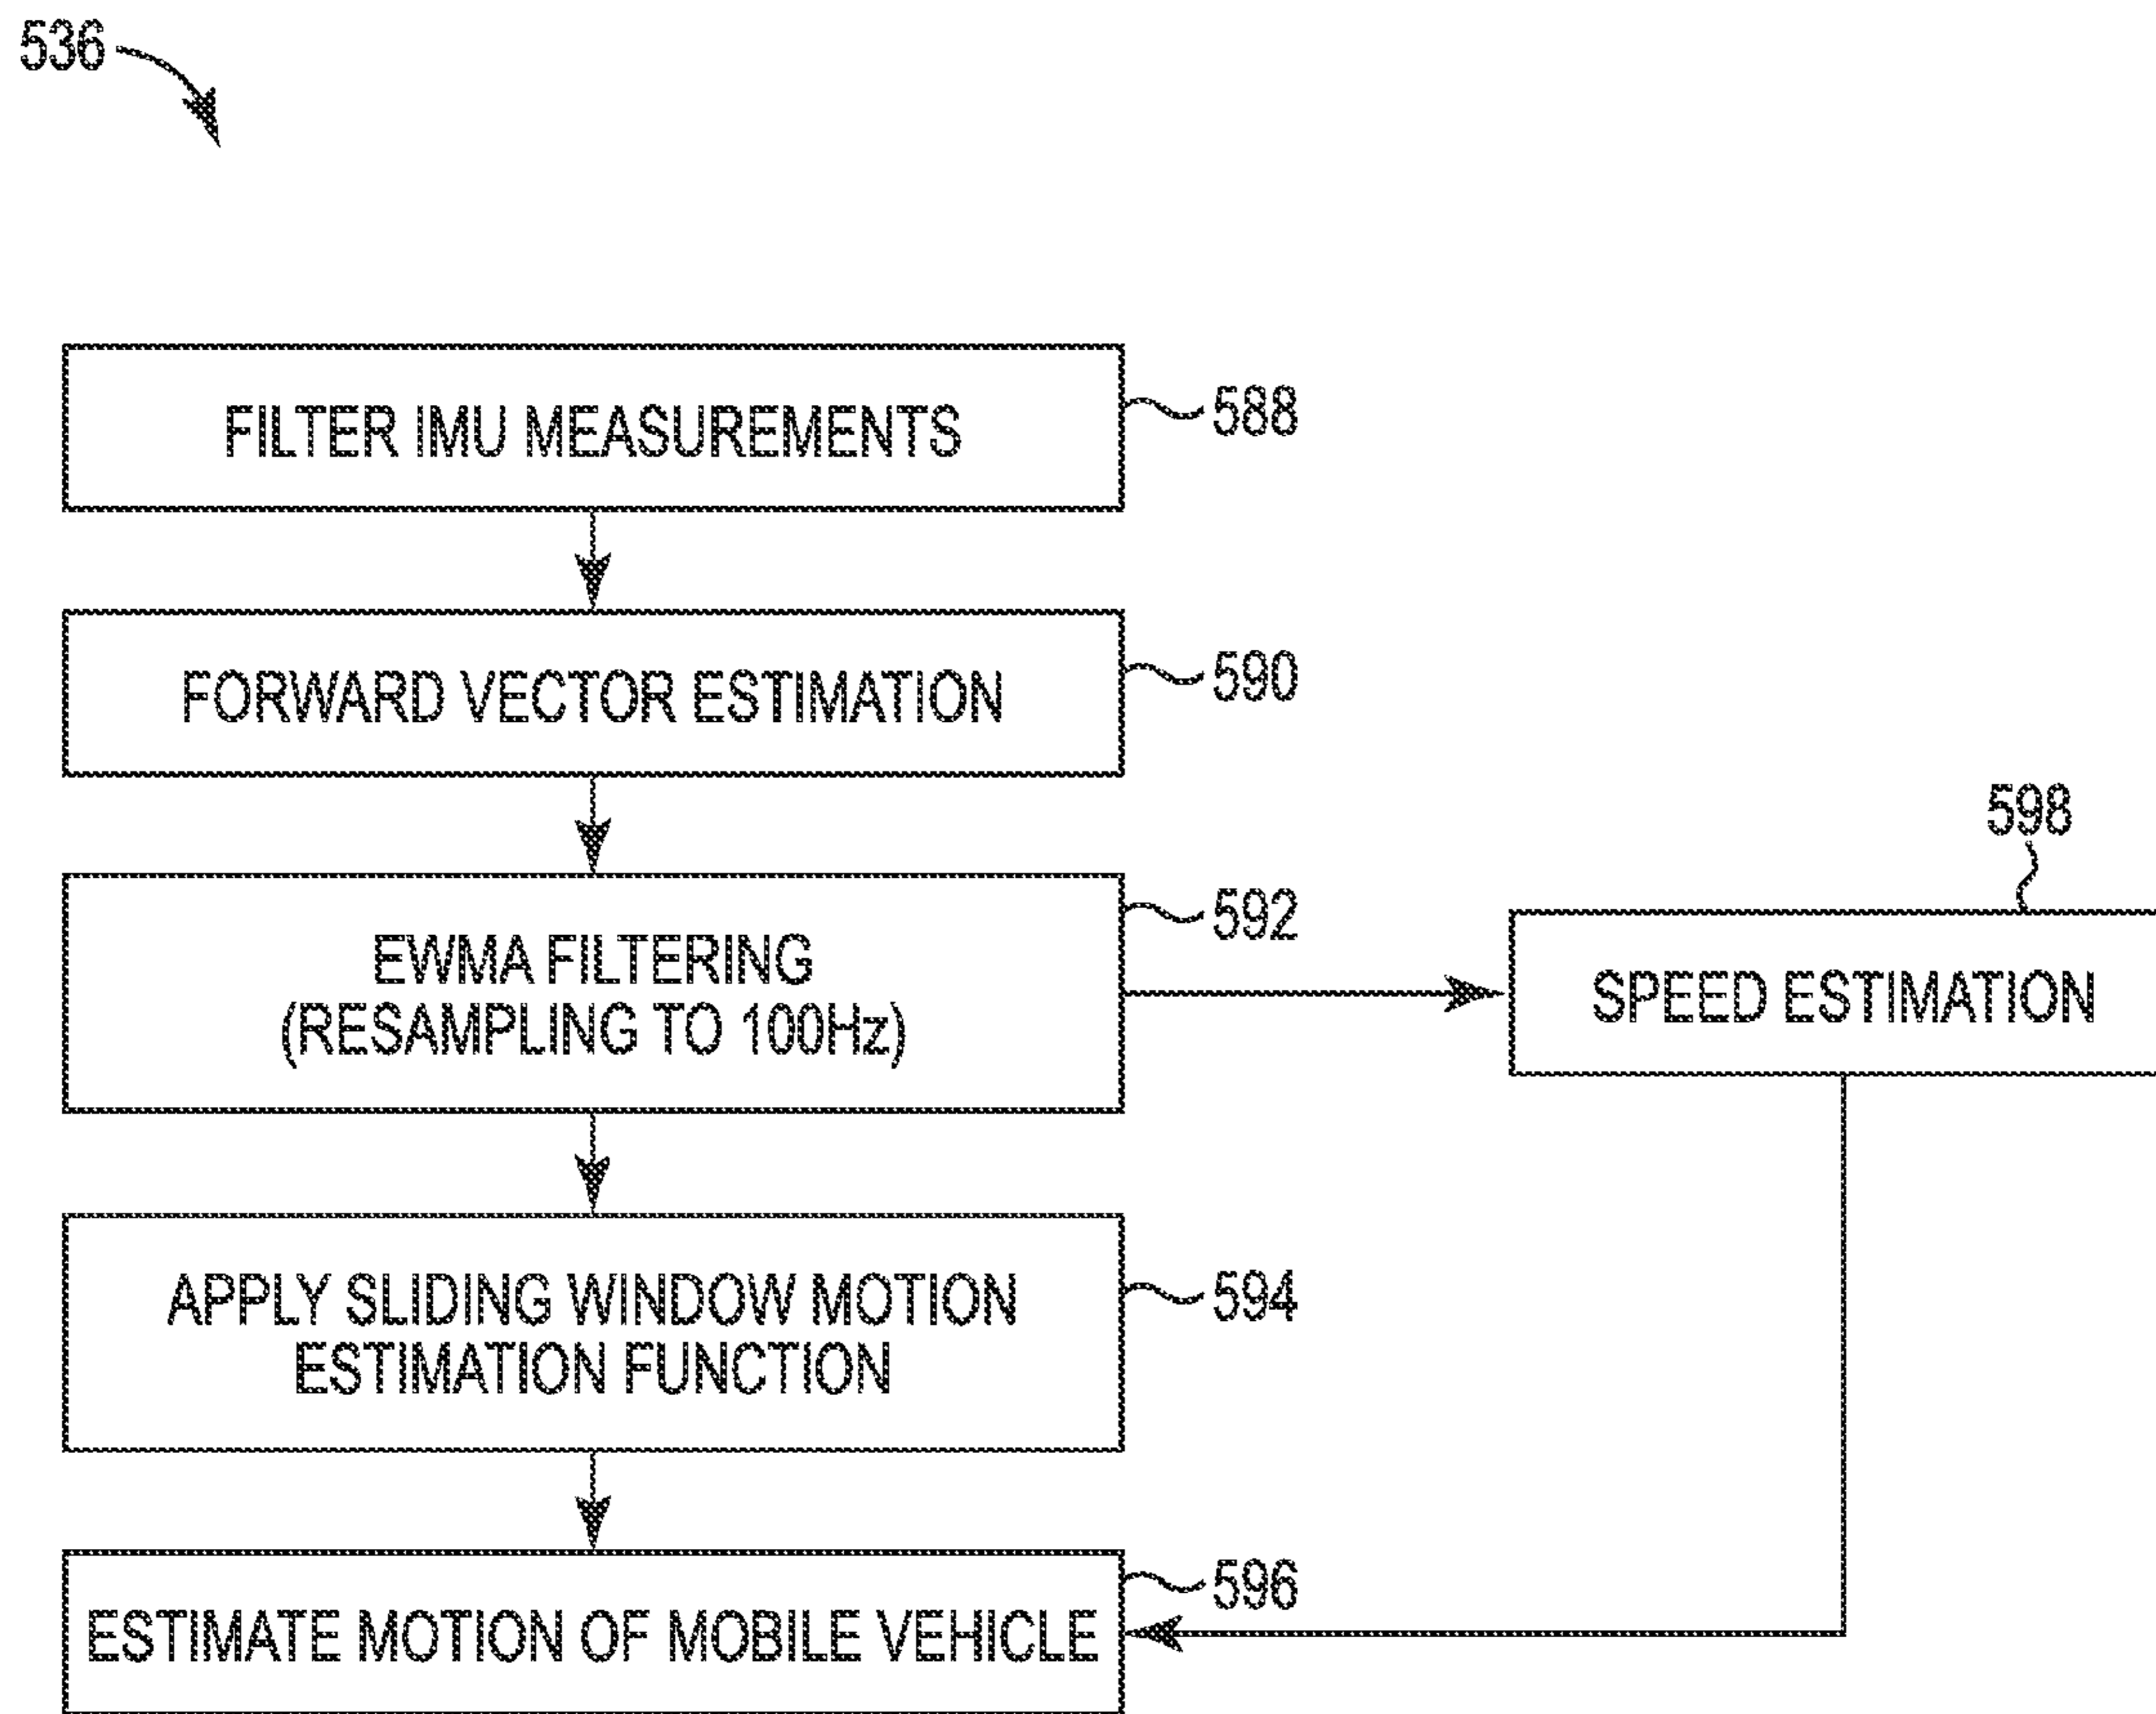 536
FILTER IMU MEASUREMENTS
588
FORWARD VECTOR ESTIMATION
590
EWMA FILTERING
(RESAMPLING TO 100Hz)
592
598
SPEED ESTIMATION
APPLY SLIDING WINDOW MOTION
ESTIMATION FUNCTION
594
ESTIMATE MOTION OF MOBILE VEHICLE
596